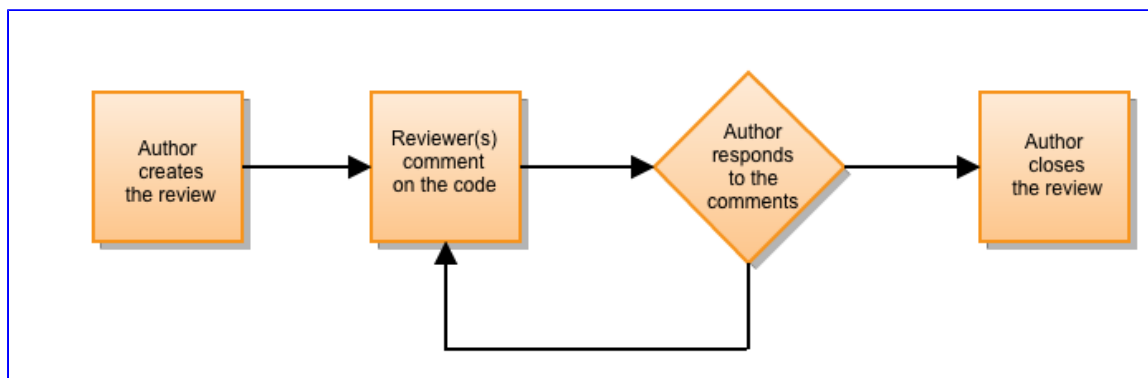 Author
creates
the review
Reviewer(s)
comment
on the code
Author
responds
to the
comments
Author
closes
the review